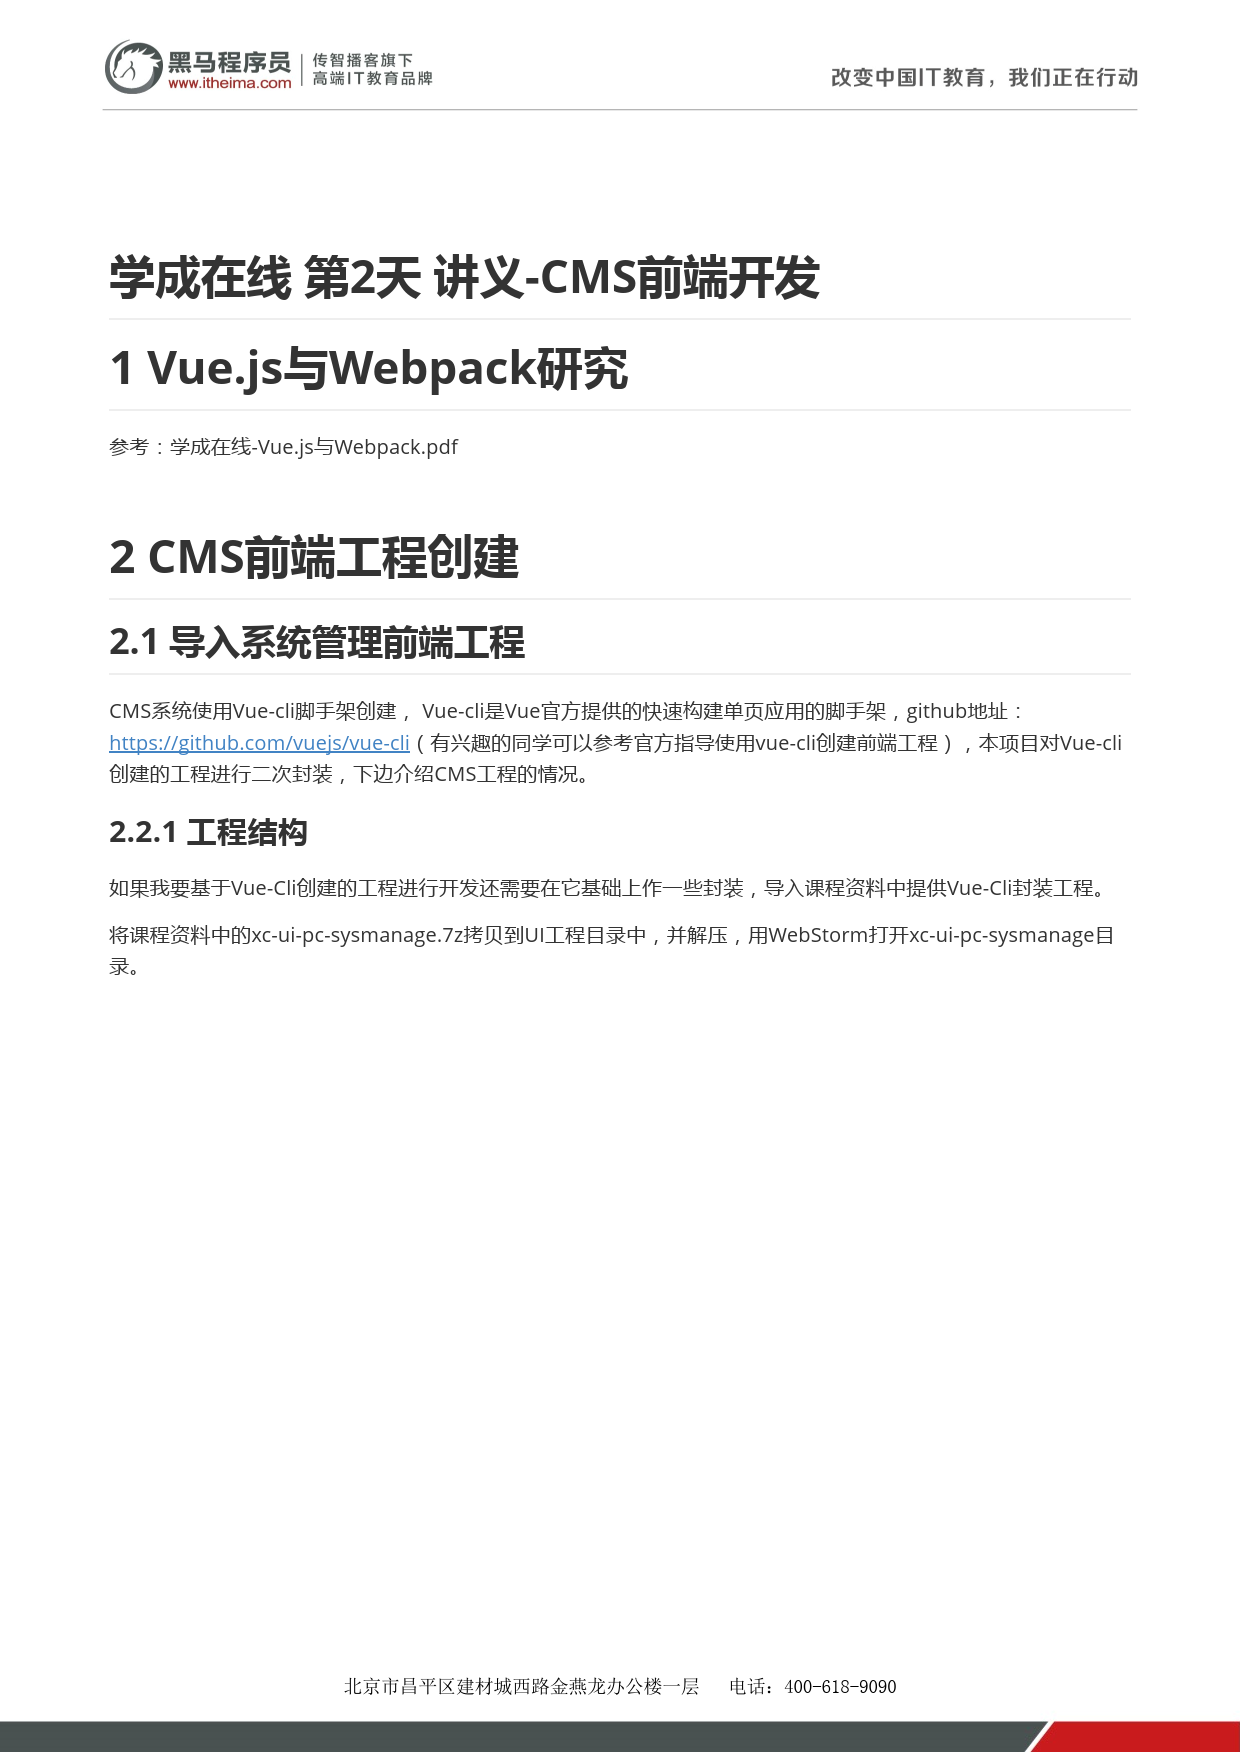 黑马程序员
www.itheima.com
传智播客旗下
高端IT教育品牌
改变中国IT教育，我们正在行动
学成在线 第2天 讲义-CMS前端开发
1 Vue.js与Webpack研究
参考：学成在线-Vue.js与Webpack.pdf
2 CMS前端工程创建
2.1 导入系统管理前端工程
CMS系统使用Vue-cli脚手架创建， Vue-cli是Vue官方提供的快速构建单页应用的脚手架，github地址：
https://github.com/vuejs/vue-cli（有兴趣的同学可以参考官方指导使用vue-cli创建前端工程），本项目对Vue-cli
创建的工程进行二次封装，下边介绍CMS工程的情况。
2.2.1 工程结构
如果我要基于Vue-Cli创建的工程进行开发还需要在它基础上作一些封装，导入课程资料中提供Vue-Cli封装工程。
将课程资料中的xc-ui-pc-sysmanage.7z拷贝到UI工程目录中，并解压，用WebStorm打开xc-ui-pc-sysmanage目
录。
北京市昌平区建材城西路金燕龙办公楼一层 电话：400-618-9090